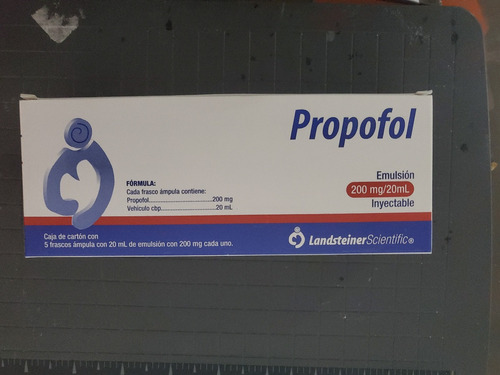 Propofol
Emulsión
200 mg/20mL
Inyectable
FÓRMULA:
Cada frasco ámpula contiene:
Propofol..............................200 mg
Vehículo cbp........................20 mL
Caja de cartón con
5 frascos ámpula con 20 mL de emulsión con 200 mg cada uno.
LandsteinerScientific®